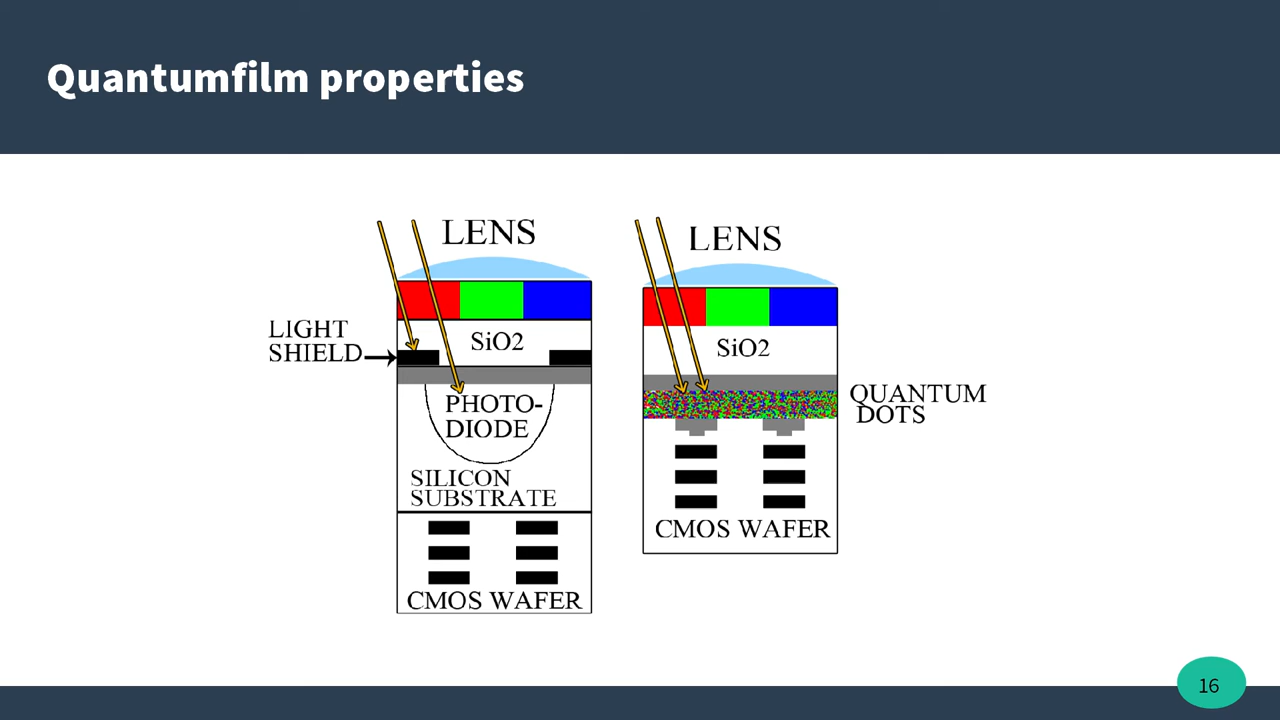 Quantumfilm properties
LENS
LIGHT
SHIELD
SiO2
PHOTO-
DIODE
SILICON
SUBSTRATE
CMOS WAFER
LENS
SiO2
QUANTUM
DOTS
CMOS WAFER
16